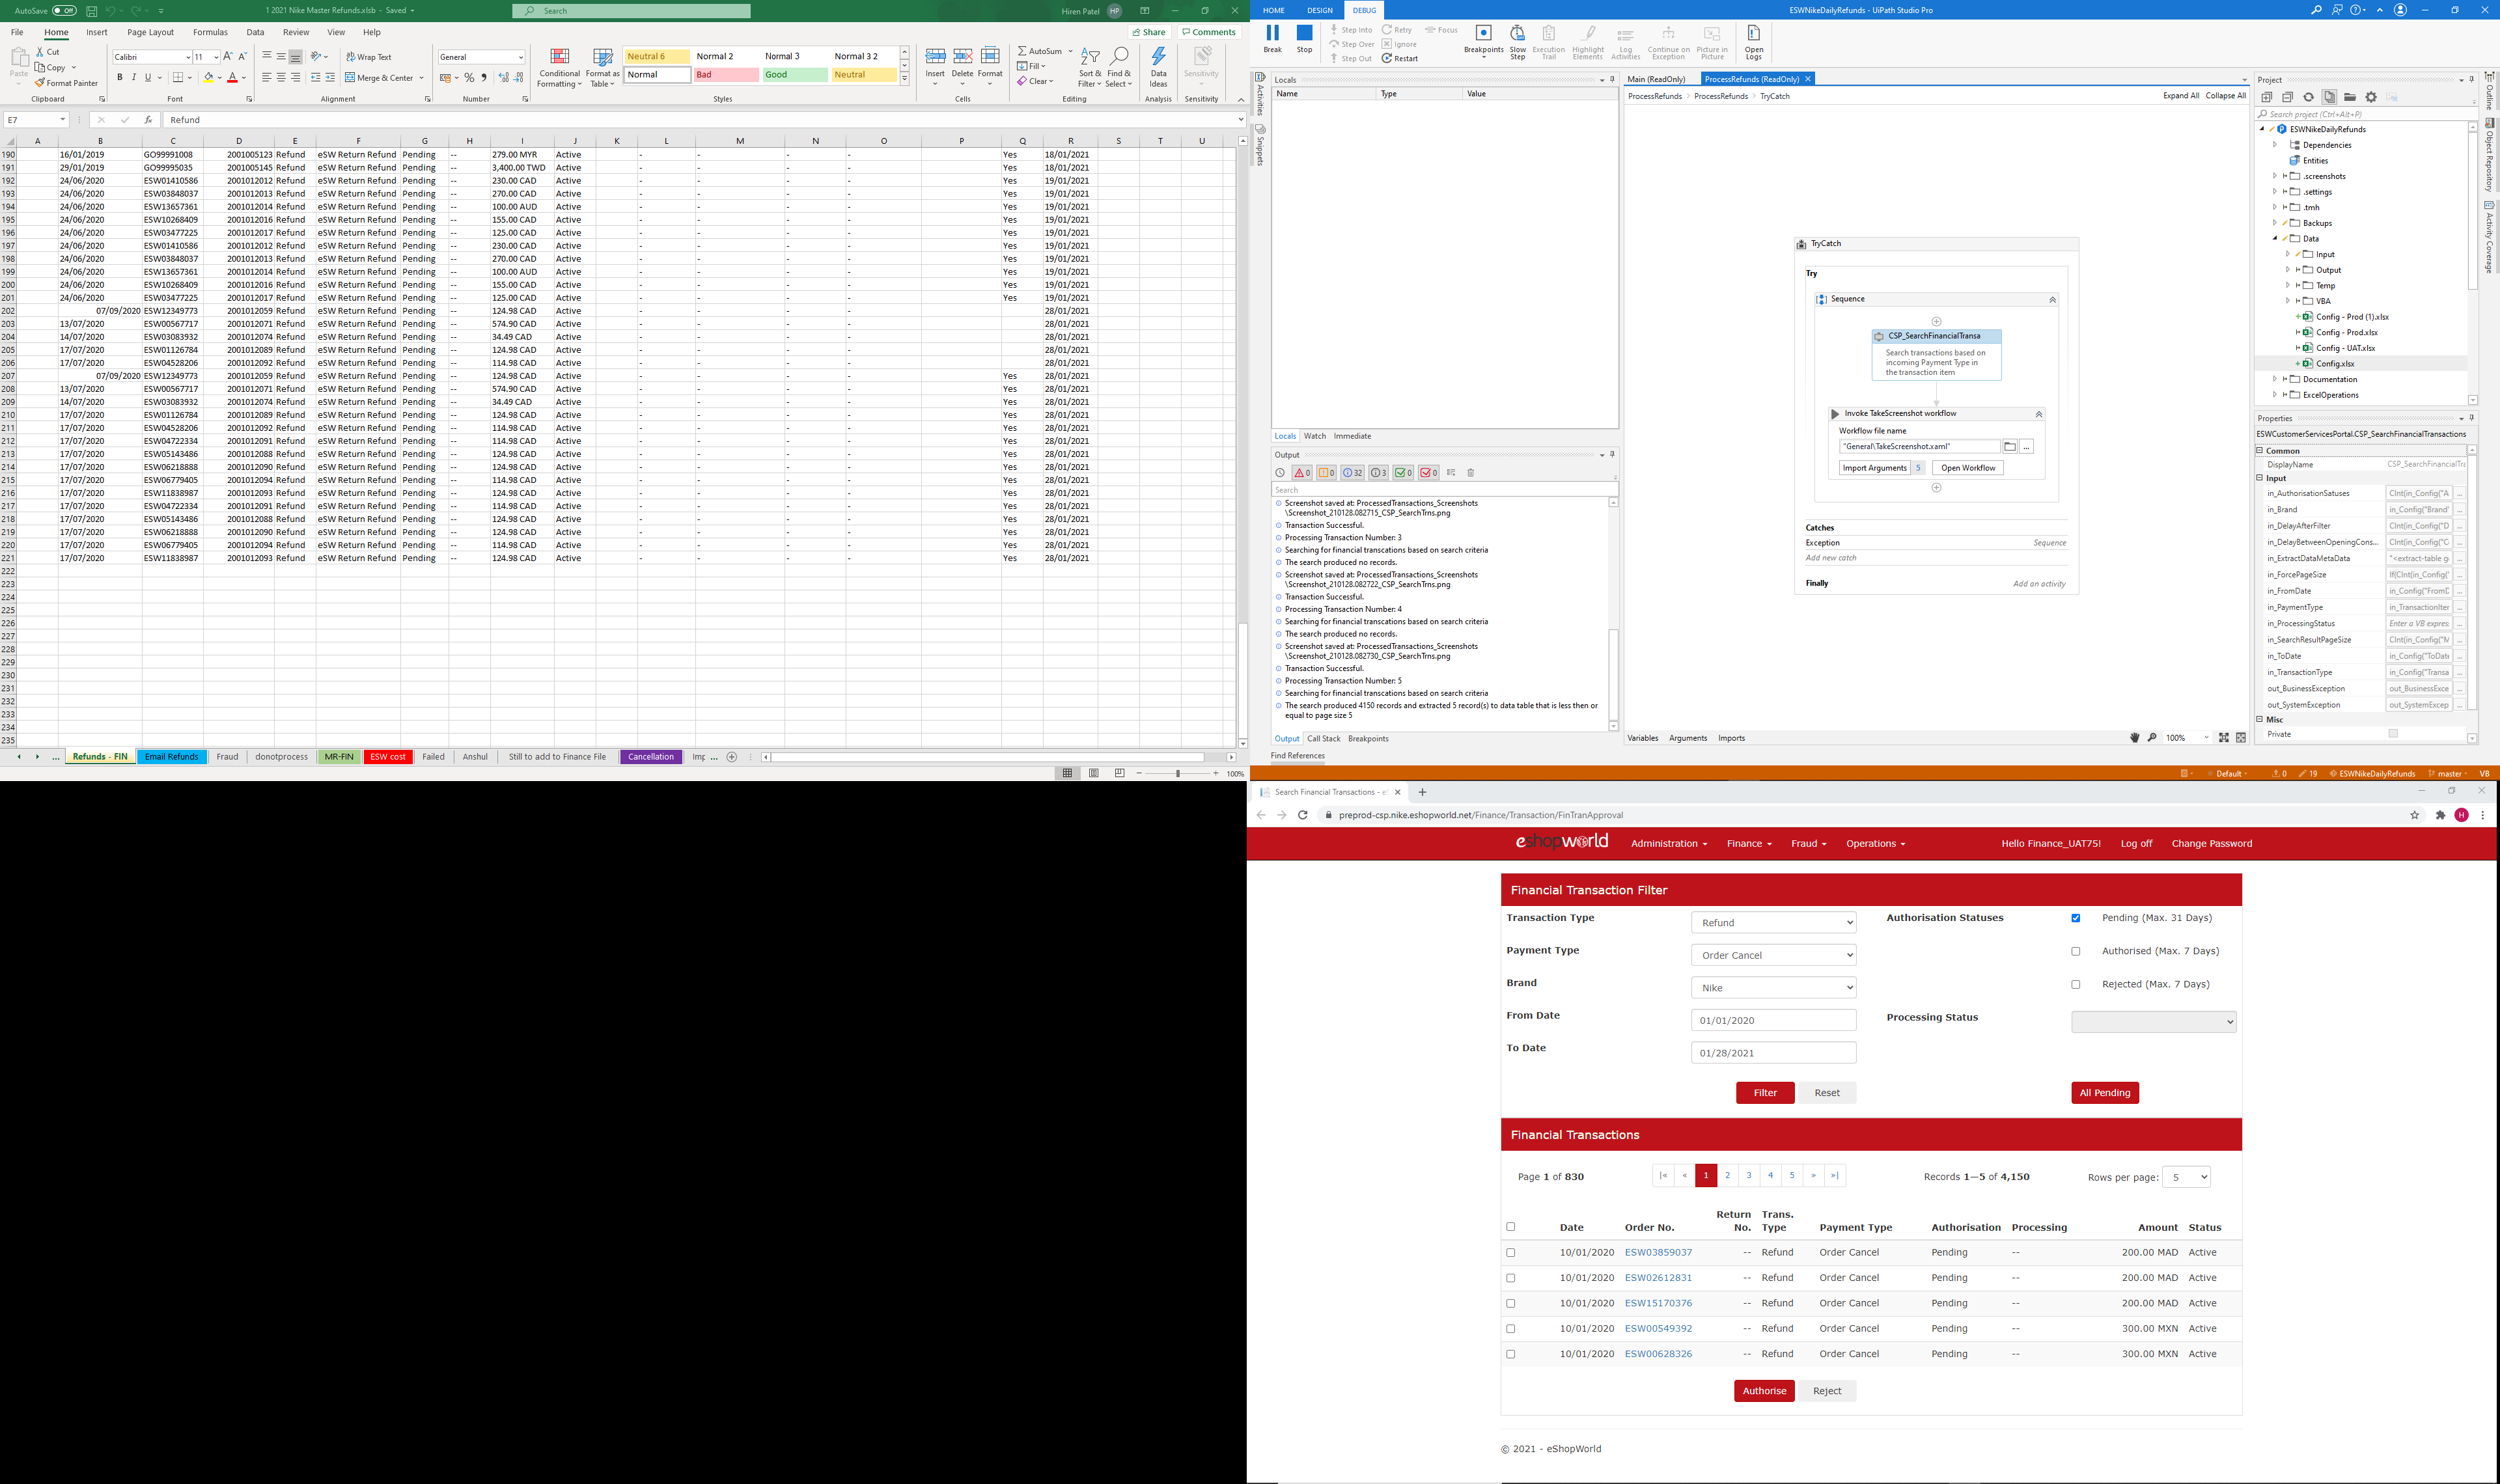 AutoSave Off 1 2021 Nike Master Refunds.xlsb - Saved Search Hiren Patel HP
File Home Insert Page Layout Formulas Data Review View Help Share Comments
Paste Cut Copy Format Painter Clipboard
Calibri 11 B I U Font
Wrap Text Merge & Center Alignment
General Number
Conditional Formatting Format as Table
Neutral 6 Normal 2 Normal 3 Normal 3 2
Normal Bad Good Neutral
Styles
Insert Delete Format Cells
AutoSum Fill Clear Sort & Filter Find & Select Editing
Data Ideas Analysis Sensitivity Sensitivity
E7 Refund
A B C D E F G H I J K L M N O P Q R S T U
190 16/01/2019 GO99991008 2001005123 Refund eSW Return Refund Pending -- 279.00 MYR Active - - - - Yes 18/01/2021
191 29/01/2019 GO99995035 2001005145 Refund eSW Return Refund Pending -- 3,400.00 TWD Active - - - - Yes 18/01/2021
192 24/06/2020 ESW01410586 2001012012 Refund eSW Return Refund Pending -- 230.00 CAD Active - - - - Yes 19/01/2021
193 24/06/2020 ESW03848037 2001012013 Refund eSW Return Refund Pending -- 270.00 CAD Active - - - - Yes 19/01/2021
194 24/06/2020 ESW13657361 2001012014 Refund eSW Return Refund Pending -- 100.00 AUD Active - - - - Yes 19/01/2021
195 24/06/2020 ESW10268409 2001012016 Refund eSW Return Refund Pending -- 155.00 CAD Active - - - - Yes 19/01/2021
196 24/06/2020 ESW03477225 2001012017 Refund eSW Return Refund Pending -- 125.00 CAD Active - - - - Yes 19/01/2021
197 24/06/2020 ESW01410586 2001012012 Refund eSW Return Refund Pending -- 230.00 CAD Active - - - - Yes 19/01/2021
198 24/06/2020 ESW03848037 2001012013 Refund eSW Return Refund Pending -- 270.00 CAD Active - - - - Yes 19/01/2021
199 24/06/2020 ESW13657361 2001012014 Refund eSW Return Refund Pending -- 100.00 AUD Active - - - - Yes 19/01/2021
200 24/06/2020 ESW10268409 2001012016 Refund eSW Return Refund Pending -- 155.00 CAD Active - - - - Yes 19/01/2021
201 24/06/2020 ESW03477225 2001012017 Refund eSW Return Refund Pending -- 125.00 CAD Active - - - - Yes 19/01/2021
202 07/09/2020 ESW12349773 2001012059 Refund eSW Return Refund Pending -- 124.98 CAD Active - - - - 28/01/2021
203 13/07/2020 ESW00567717 2001012071 Refund eSW Return Refund Pending -- 574.90 CAD Active - - - - 28/01/2021
204 14/07/2020 ESW03083932 2001012074 Refund eSW Return Refund Pending -- 34.49 CAD Active - - - - 28/01/2021
205 17/07/2020 ESW01126784 2001012089 Refund eSW Return Refund Pending -- 124.98 CAD Active - - - - 28/01/2021
206 17/07/2020 ESW04528206 2001012092 Refund eSW Return Refund Pending -- 114.98 CAD Active - - - - 28/01/2021
207 07/09/2020 ESW12349773 2001012059 Refund eSW Return Refund Pending -- 124.98 CAD Active - - - - Yes 28/01/2021
208 13/07/2020 ESW00567717 2001012071 Refund eSW Return Refund Pending -- 574.90 CAD Active - - - - Yes 28/01/2021
209 14/07/2020 ESW03083932 2001012074 Refund eSW Return Refund Pending -- 34.49 CAD Active - - - - Yes 28/01/2021
210 17/07/2020 ESW01126784 2001012089 Refund eSW Return Refund Pending -- 124.98 CAD Active - - - - Yes 28/01/2021
211 17/07/2020 ESW04528206 2001012092 Refund eSW Return Refund Pending -- 114.98 CAD Active - - - - Yes 28/01/2021
212 17/07/2020 ESW04722334 2001012091 Refund eSW Return Refund Pending -- 114.98 CAD Active - - - - Yes 28/01/2021
213 17/07/2020 ESW05143486 2001012088 Refund eSW Return Refund Pending -- 124.98 CAD Active - - - - Yes 28/01/2021
214 17/07/2020 ESW06218888 2001012090 Refund eSW Return Refund Pending -- 124.98 CAD Active - - - - Yes 28/01/2021
215 17/07/2020 ESW06779405 2001012094 Refund eSW Return Refund Pending -- 114.98 CAD Active - - - - Yes 28/01/2021
216 17/07/2020 ESW11838987 2001012093 Refund eSW Return Refund Pending -- 124.98 CAD Active - - - - Yes 28/01/2021
217 17/07/2020 ESW04722334 2001012091 Refund eSW Return Refund Pending -- 114.98 CAD Active - - - - Yes 28/01/2021
218 17/07/2020 ESW05143486 2001012088 Refund eSW Return Refund Pending -- 124.98 CAD Active - - - - Yes 28/01/2021
219 17/07/2020 ESW06218888 2001012090 Refund eSW Return Refund Pending -- 124.98 CAD Active - - - - Yes 28/01/2021
220 17/07/2020 ESW06779405 2001012094 Refund eSW Return Refund Pending -- 114.98 CAD Active - - - - Yes 28/01/2021
221 17/07/2020 ESW11838987 2001012093 Refund eSW Return Refund Pending -- 124.98 CAD Active - - - - Yes 28/01/2021
222
223
224
225
226
227
228
229
230
231
232
233
234
235
... Refunds - FIN Email Refunds Fraud donotprocess MR-FIN ESW cost Failed Anshul Still to add to Finance File Cancellation Imp ...
100%
HOME DESIGN DEBUG ESWNikeDailyRefunds - UiPath Studio Pro
Break Stop Step Into Step Over Step Out Retry Ignore Restart Focus
Breakpoints Slow Step Execution Trail Highlight Elements Log Activities Continue on Exception Picture in Picture Open Logs
Activities Snippets
Locals
Name Type Value
Locals Watch Immediate
Output
0 0 32 3 0 0
Search
Screenshot saved at: ProcessedTransactions_Screenshots
\Screenshot_210128.082715_CSP_SearchTrns.png
Transaction Successful.
Processing Transaction Number: 3
Searching for financial transcations based on search criteria
The search produced no records.
Screenshot saved at: ProcessedTransactions_Screenshots
\Screenshot_210128.082722_CSP_SearchTrns.png
Transaction Successful.
Processing Transaction Number: 4
Searching for financial transcations based on search criteria
The search produced no records.
Screenshot saved at: ProcessedTransactions_Screenshots
\Screenshot_210128.082730_CSP_SearchTrns.png
Transaction Successful.
Processing Transaction Number: 5
Searching for financial transcations based on search criteria
The search produced 4150 records and extracted 5 record(s) to data table that is less then or
equal to page size 5
Output Call Stack Breakpoints
Find References
Main (ReadOnly) ProcessRefunds (ReadOnly)
ProcessRefunds > ProcessRefunds > TryCatch Expand All Collapse All
TryCatch
Try
Sequence
CSP_SearchFinancialTransa
Search transactions based on
incoming Payment Type in
the transaction item
Invoke TakeScreenshot workflow
Workflow file name
"General\TakeScreenshot.xaml" ...
Import Arguments 5 Open Workflow
Catches
Exception Sequence
Add new catch
Finally Add an activity
Variables Arguments Imports 100%
Project
Search project (Ctrl+Alt+P)
ESWNikeDailyRefunds
Dependencies
Entities
.screenshots
.settings
.tmh
Backups
Data
Input
Output
Temp
VBA
Config - Prod (1).xlsx
Config - Prod.xlsx
Config - UAT.xlsx
Config.xlsx
Documentation
ExcelOperations
Outline Object Repository Activity Coverage
Properties
ESWCustomerServicesPortal.CSP_SearchFinancialTransactions
Common
DisplayName CSP_SearchFinancialTra
Input
in_AuthorisationSatuses CInt(in_Config("A ...
in_Brand in_Config("Brand" ...
in_DelayAfterFilter CInt(in_Config("D ...
in_DelayBetweenOpeningCons... CInt(in_Config("C ...
in_ExtractDataMetaData "<extract-table g ...
in_ForcePageSize If(CInt(in_Config(" ...
in_FromDate in_Config("FromD ...
in_PaymentType in_TransactionIter ...
in_ProcessingStatus Enter a VB expres: ...
in_SearchResultPageSize CInt(in_Config("M ...
in_ToDate in_Config("ToDate ...
in_TransactionType in_Config("Transa ...
out_BusinessException out_BusinessExce ...
out_SystemException out_SystemExcep ...
Misc
Private
Default 0 19 ESWNikeDailyRefunds master VB
Search Financial Transactions - eS
preprod-csp.nike.eshopworld.net/Finance/Transaction/FinTranApproval H
eshopworld Administration Finance Fraud Operations Hello Finance_UAT75! Log off Change Password
Financial Transaction Filter
Transaction Type Refund Authorisation Statuses Pending (Max. 31 Days)
Payment Type Order Cancel Authorised (Max. 7 Days)
Brand Nike Rejected (Max. 7 Days)
From Date 01/01/2020 Processing Status
To Date 01/28/2021
Filter Reset All Pending
Financial Transactions
Page 1 of 830 |« « 1 2 3 4 5 » »| Records 1—5 of 4,150 Rows per page: 5
Date Order No. Return No. Trans. Type Payment Type Authorisation Processing Amount Status
10/01/2020 ESW03859037 -- Refund Order Cancel Pending -- 200.00 MAD Active
10/01/2020 ESW02612831 -- Refund Order Cancel Pending -- 200.00 MAD Active
10/01/2020 ESW15170376 -- Refund Order Cancel Pending -- 200.00 MAD Active
10/01/2020 ESW00549392 -- Refund Order Cancel Pending -- 300.00 MXN Active
10/01/2020 ESW00628326 -- Refund Order Cancel Pending -- 300.00 MXN Active
Authorise Reject
© 2021 - eShopWorld